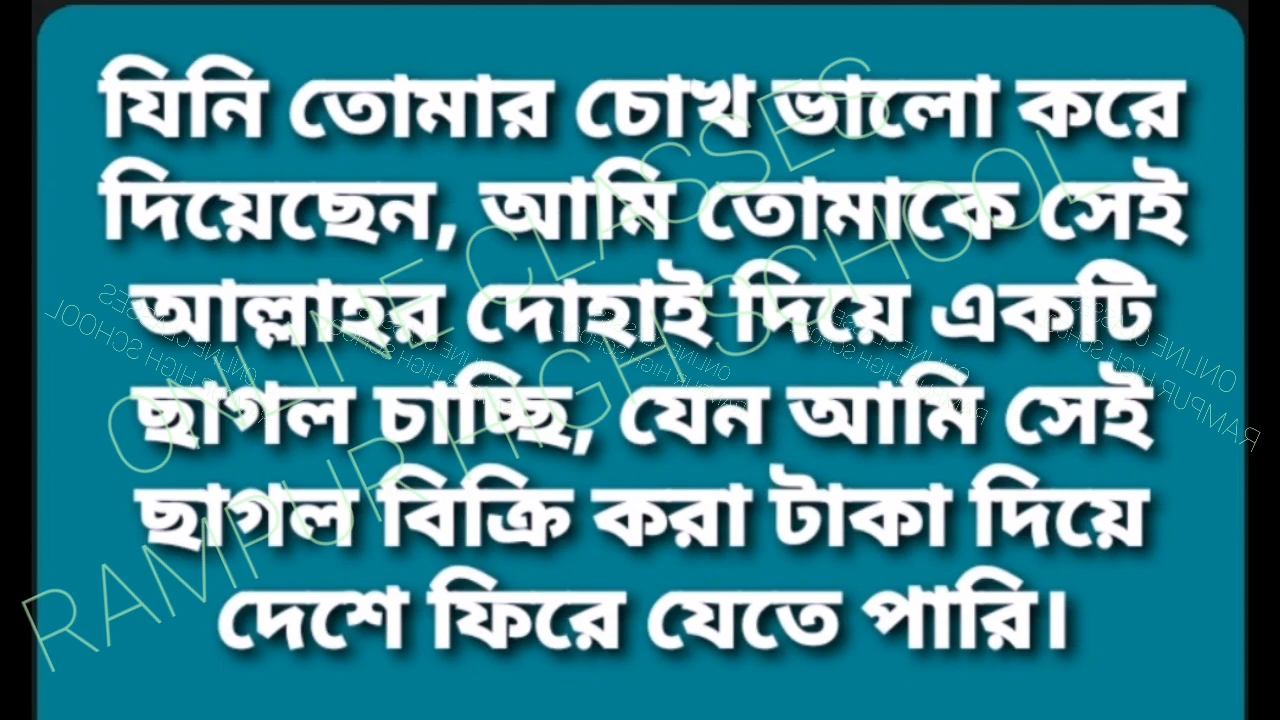 যিনি তোমার চোখ ভালো করে
দিয়েছেন, আমি তোমাকে সেই
আল্লাহর দোহাই দিয়ে একটি
ছাগল চাচ্ছি, যেন আমি সেই
ছাগল বিক্রি করা টাকা দিয়ে
দেশে ফিরে যেতে পারি।
ONLINE CLASSES
RAMPUR HIGH SCHOOL